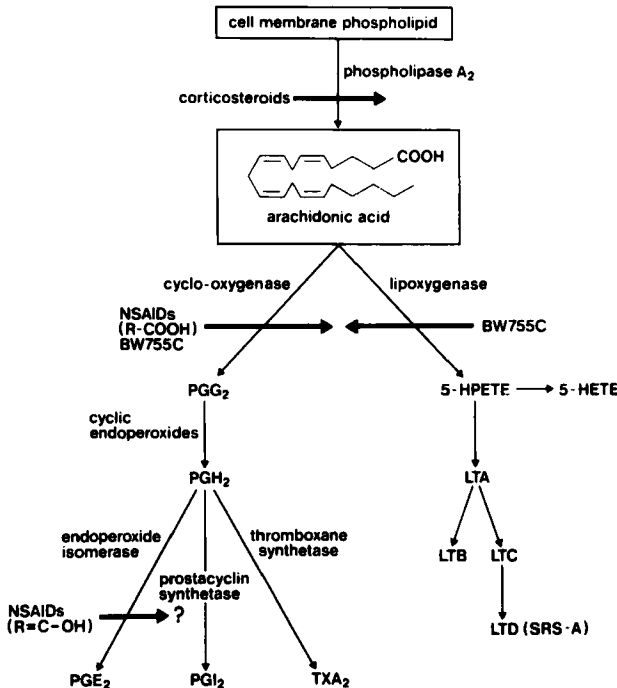 cell membrane phospholipid
phospholipase A₂
corticosteroids
COOH
arachidonic acid
cyclo-oxygenase
lipoxygenase
NSAIDs
(R-COOH)
BW755C
BW755C
PGG₂
5-HPETE
5-HETE
cyclic
endoperoxides
PGH₂
LTA
endoperoxide
isomerase
thromboxane
synthetase
prostacyclin
synthetase
LTB
LTC
NSAIDs
(R=C-OH)
?
LTD (SRS-A)
PGE₂
PGI₂
TXA₂